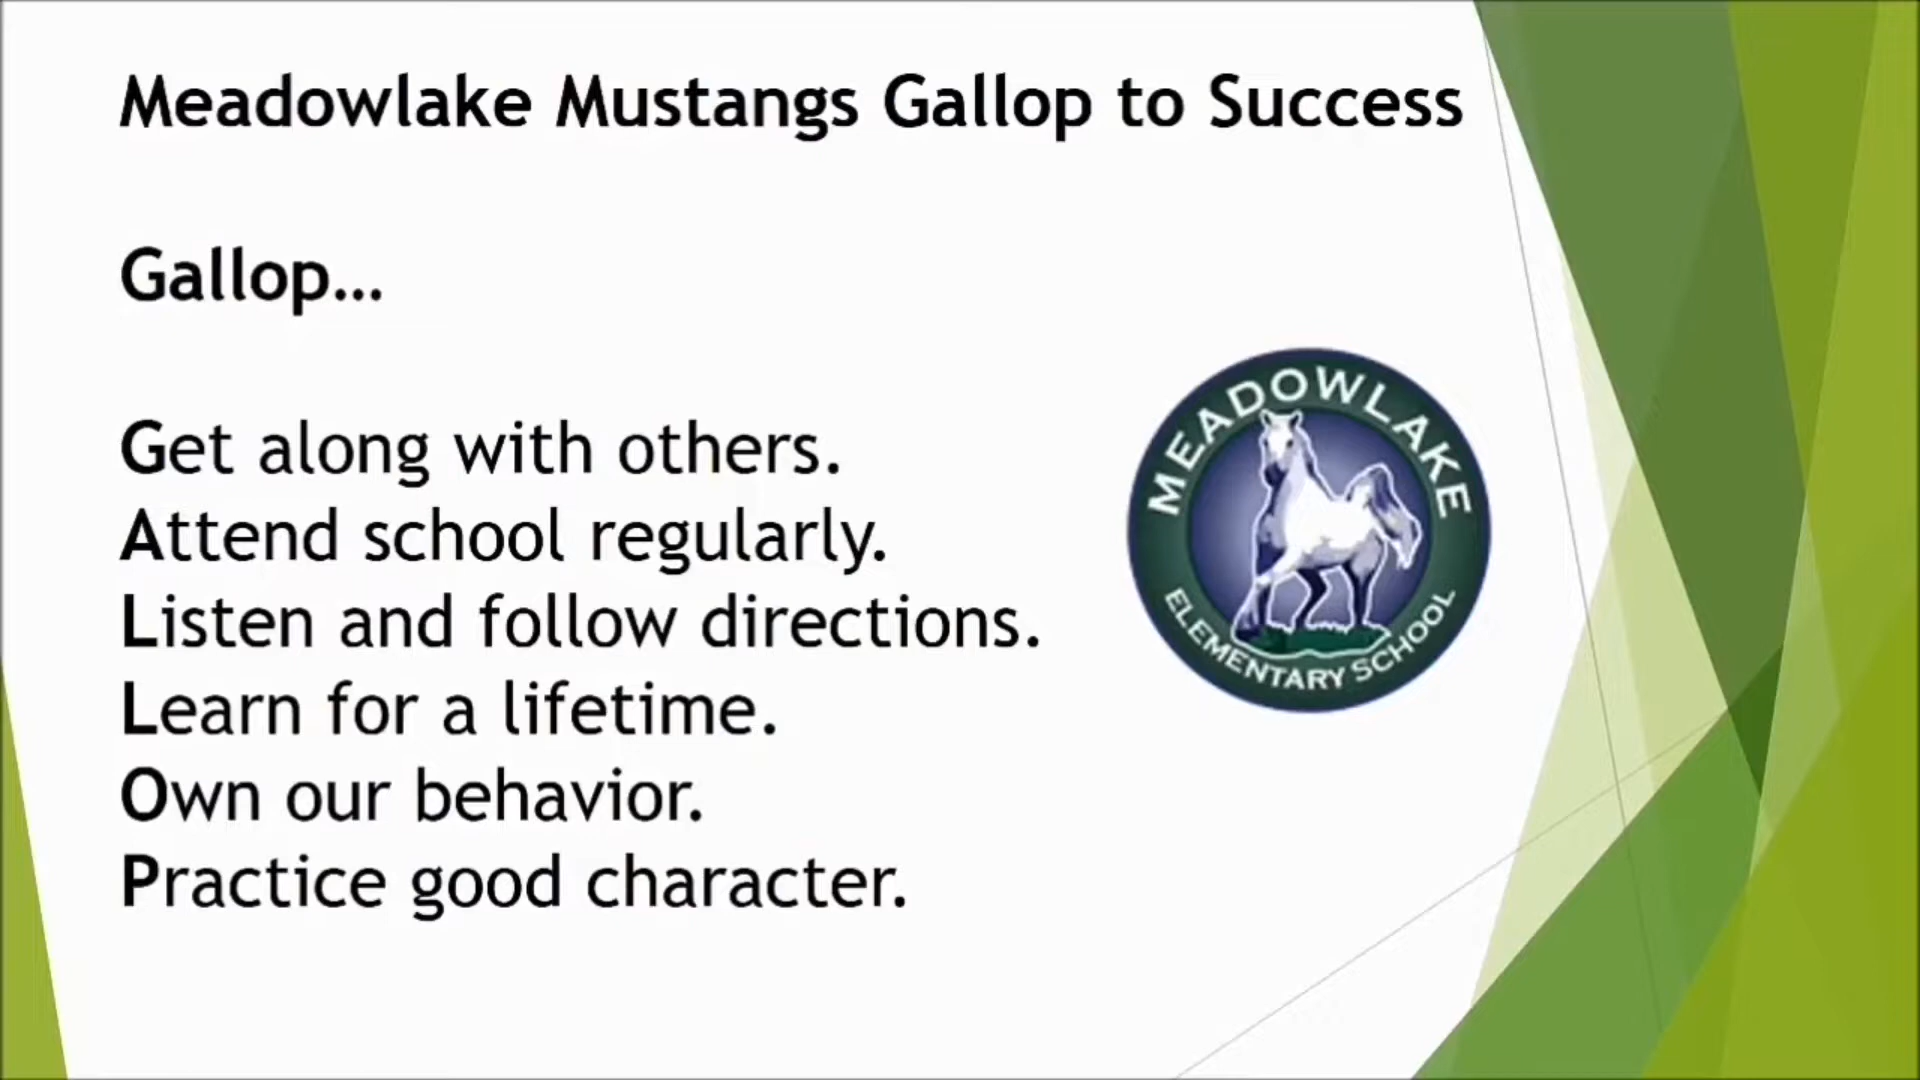 Meadowlake Mustangs Gallop to Success
Gallop…
Get along with others.
Attend school regularly.
Listen and follow directions.
Learn for a lifetime.
Own our behavior.
Practice good character.
MEADOWLAKE
ELEMENTARY SCHOOL